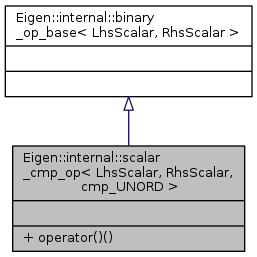 Eigen::internal::binary
_op_base< LhsScalar, RhsScalar >
Eigen::internal::scalar
_cmp_op< LhsScalar, RhsScalar,
cmp_UNORD >
+ operator()()